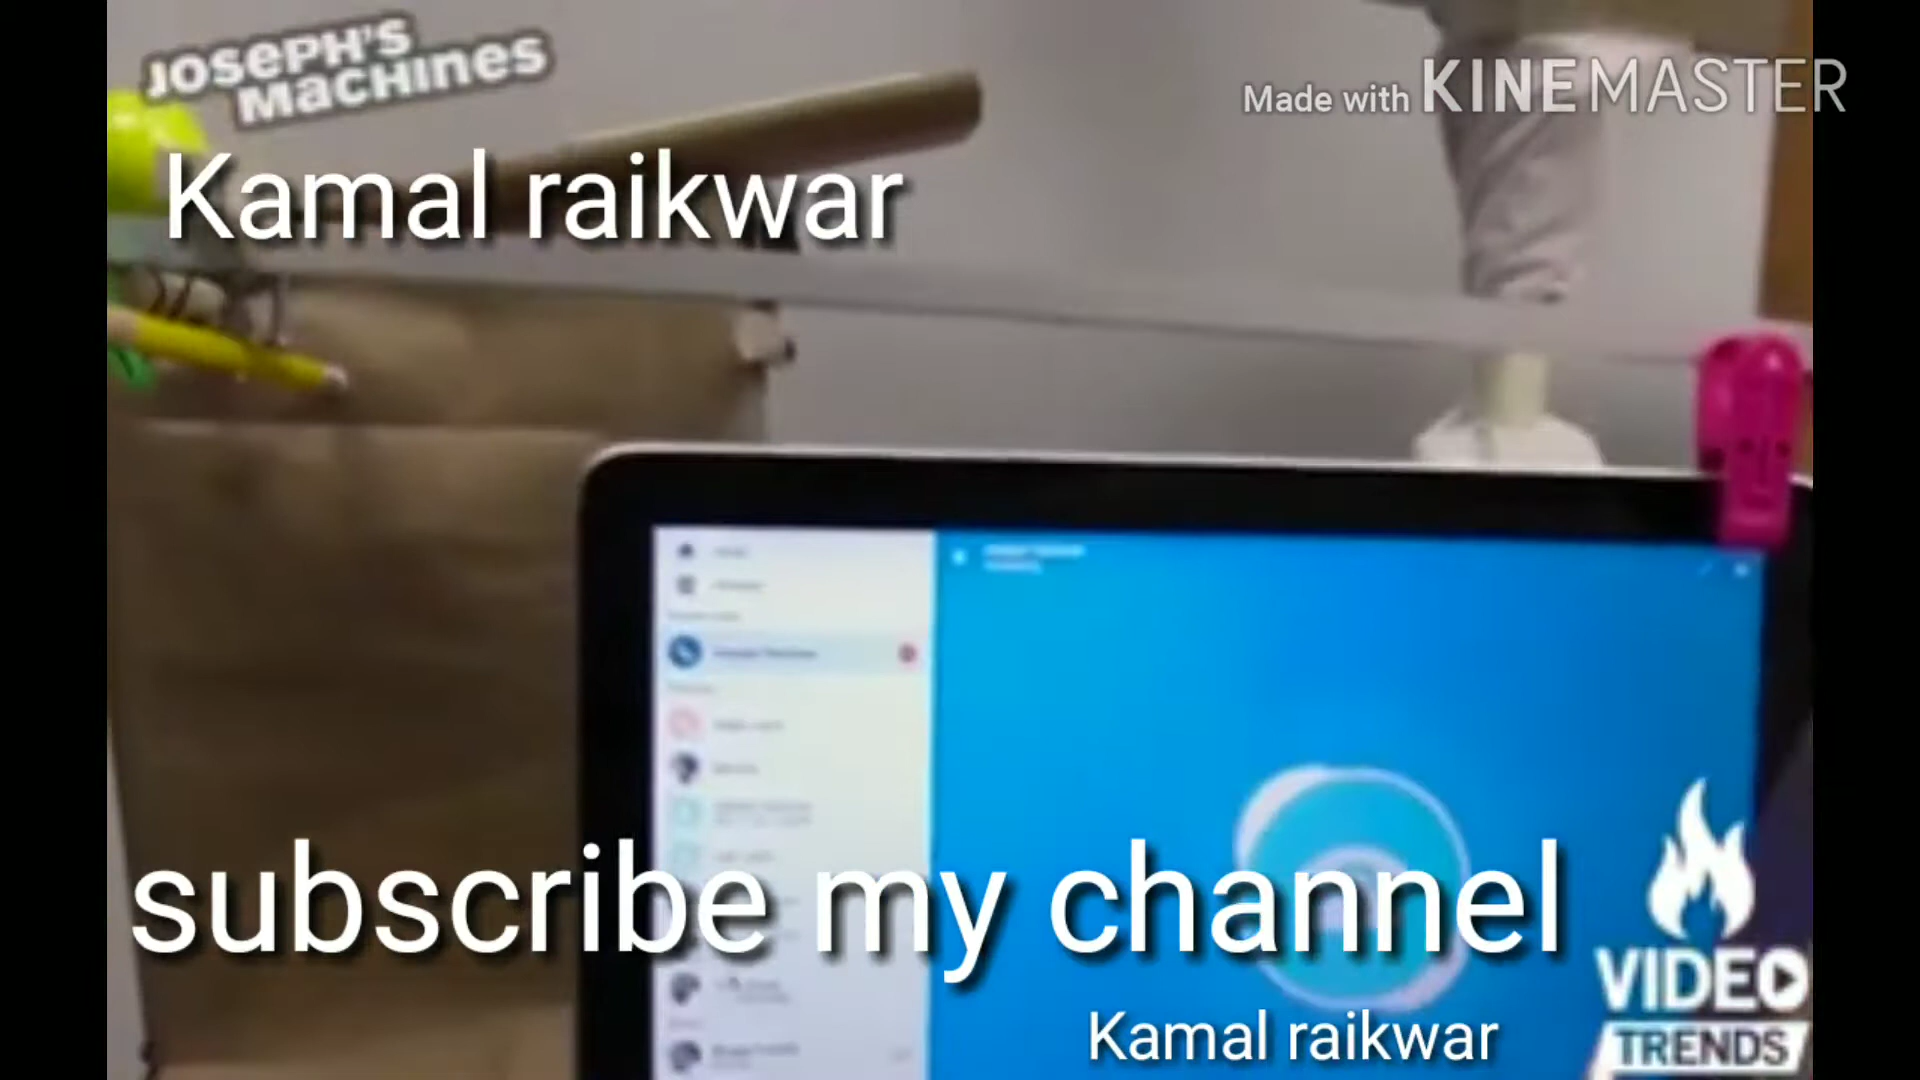 JOSEPH'S
MACHINES
Made with KINEMASTER
Kamal raikwar
subscribe my channel
Kamal raikwar
VIDEO
TRENDS